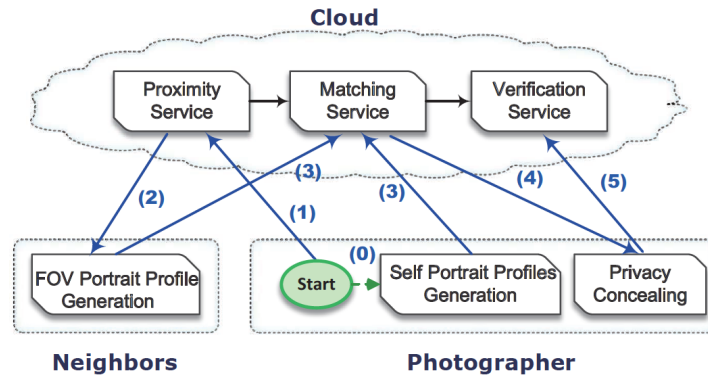 Cloud
Proximity
Service
Matching
Service
Verification
Service
(2)
(3)
(1)
(3)
(4)
(5)
(0)
FOV Portrait Profile
Generation
Start
Self Portrait Profiles
Generation
Privacy
Concealing
Neighbors
Photographer